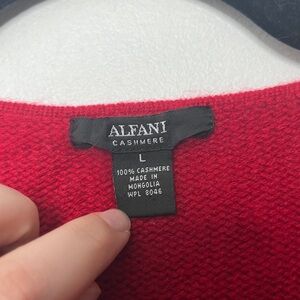 ALFANI
CASHMERE
L
100% CASHMERE
MADE IN
MONGOLIA
WPL 8046